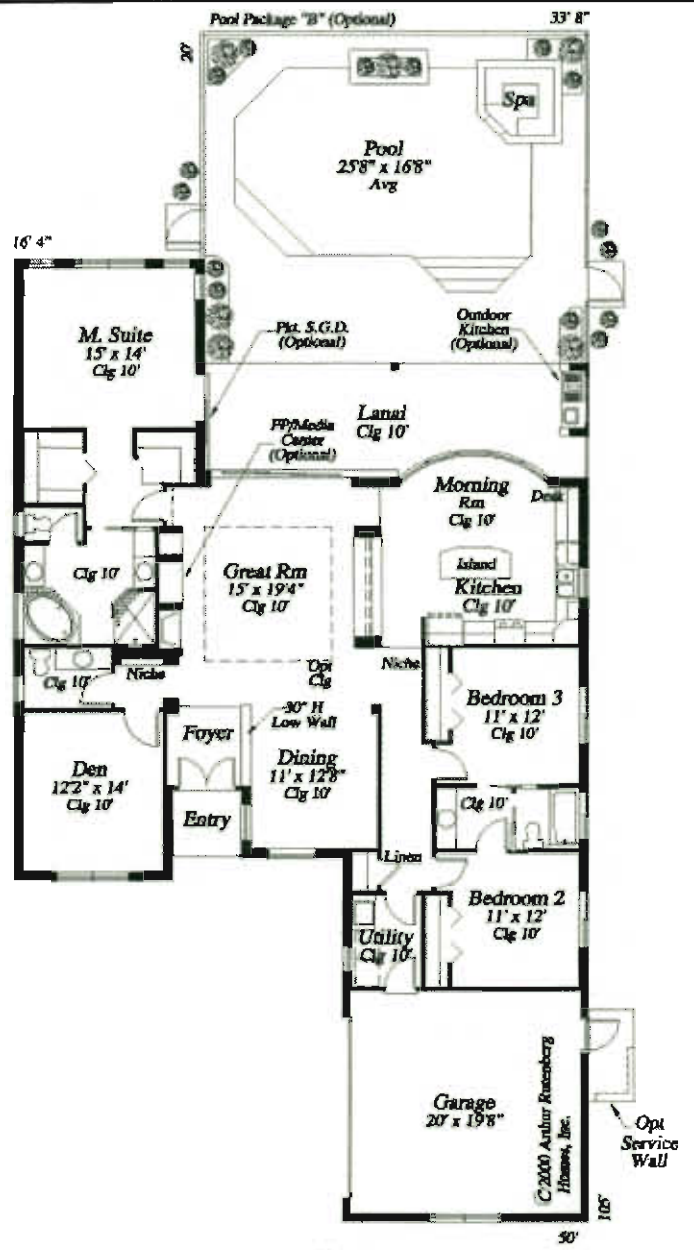 Pool Package "B" (Optional)
33' 8"
20'
Spa
Pool
25'8" x 16'8"
Avg
16' 4"
M. Suite
15' x 14'
Clg 10'
Pkt. S.G.D.
(Optional)
Outdoor
Kitchen
(Optional)
Lanai
Clg 10'
FP/Media
Center
(Optional)
Morning
Rm
Clg 10'
Desk
Clg 10'
Great Rm
15' x 19'4"
Clg 10'
Island
Kitchen
Clg 10'
Clg 10'
Niche
Opt
Clg
Niche
Bedroom 3
11' x 12'
Clg 10'
30" H
Low Wall
Foyer
Den
12'2" x 14'
Clg 10'
Dining
11' x 12'8"
Clg 10'
Entry
Clg 10'
Linen
Bedroom 2
11' x 12'
Clg 10'
Utility
Clg 10'
Garage
20' x 19'8"
© 2000 Arthur Rutenberg
Homes, Inc.
Opt
Service
Wall
105'
50'